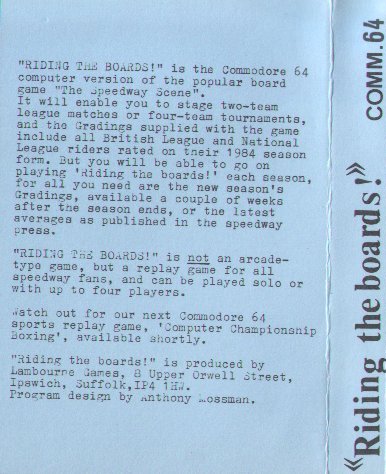 "RIDING THE BOARDS!" is the Commodore 64
computer version of the popular board
game "The Speedway Scene".
It will enable you to stage two-team
league matches or four-team tournaments,
and the Gradings supplied with the game
include all British League and National
League riders rated on their 1984 season
form. But you will be able to go on
playing 'Riding the boards!' each season,
for all you need are the new season's
Gradings, available a couple of weeks
after the season ends, or the latest
averages as published in the speedway
press.
"RIDING THE BOARDS!" is not an arcade-
type game, but a replay game for all
speedway fans, and can be played solo or
with up to four players.
Watch out for our next Commodore 64
sports replay game, 'Computer Championship
Boxing', available shortly.
"Riding the boards!" is produced by
Lambourne Games, 8 Upper Orwell Street,
Ipswich, Suffolk,IP4 1HW.
Program design by Anthony Mossman.
«Riding the boards!» COMM.64